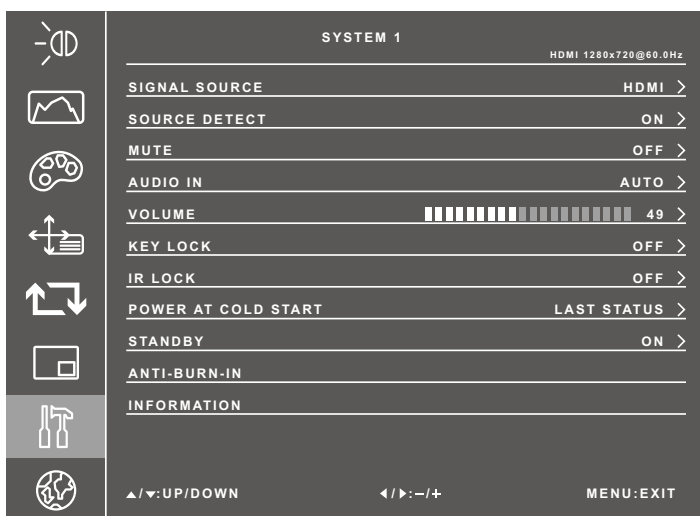 SYSTEM 1
HDMI 1280x720@60.0Hz
SIGNAL SOURCE HDMI >
SOURCE DETECT ON >
MUTE OFF >
AUDIO IN AUTO >
VOLUME 49 >
KEY LOCK OFF >
IR LOCK OFF >
POWER AT COLD START LAST STATUS >
STANDBY ON >
ANTI-BURN-IN
INFORMATION
▲/▼:UP/DOWN ◀/▶:−/+ MENU:EXIT